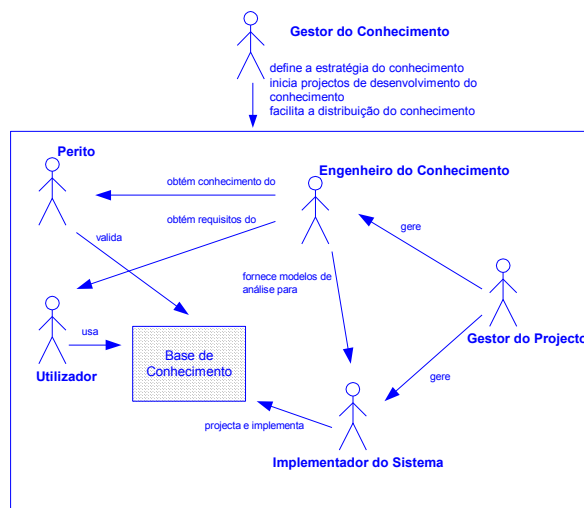 Gestor do Conhecimento
define a estratégia do conhecimento
inicia projectos de desenvolvimento do
conhecimento
facilita a distribuição do conhecimento
Perito
Engenheiro do Conhecimento
obtém conhecimento do
obtém requisitos do
valida
gere
fornece modelos de
análise para
usa
Base de
Conhecimento
Utilizador
Gestor do Projecto
gere
projecta e implementa
Implementador do Sistema